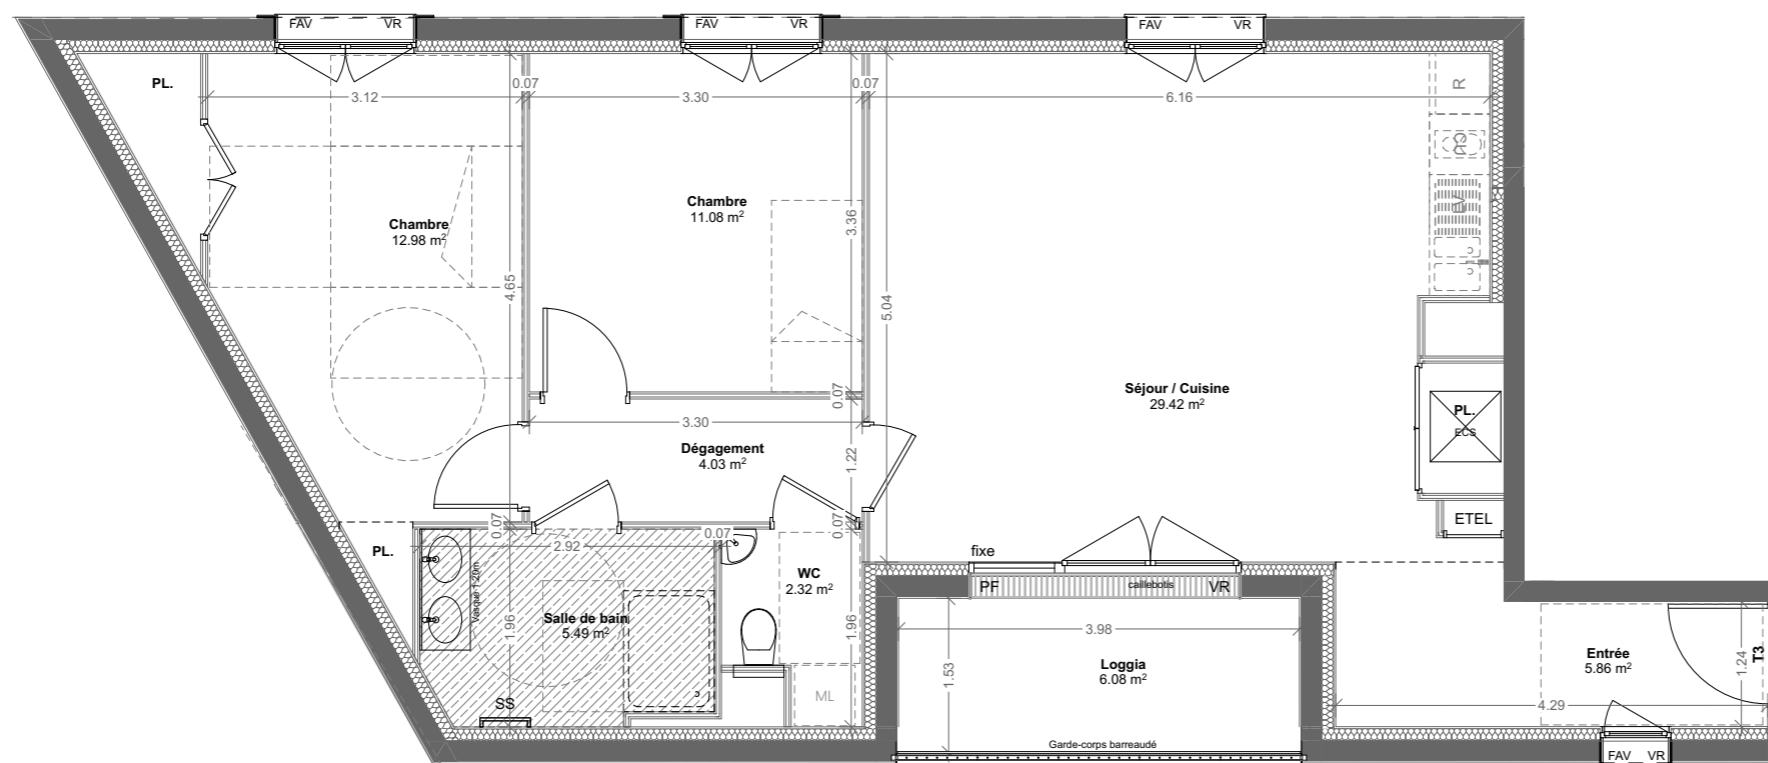 FAV VR
FAV VR
FAV VR
PL.
0.07
0.07
3.12
3.30
6.16
R
Chambre
12.98 m²
Chambre
11.08 m²
3.36
EV
4.65
5.04
Séjour / Cuisine
29.42 m²
0.07
PL.
ECS
3.30
Dégagement
4.03 m²
1.22
0.07
0.07
0.07
ETEL
PL.
2.92
fixe
WC
2.32 m²
PF
caillebotis
VR
Vasque 1.20m
Salle de bain
5.49 m²
1.96
1.96
3.98
Loggia
6.08 m²
1.53
Entrée
5.86 m²
1.24
T3
ML
SS
4.29
Garde-corps barreaudé
FAV VR